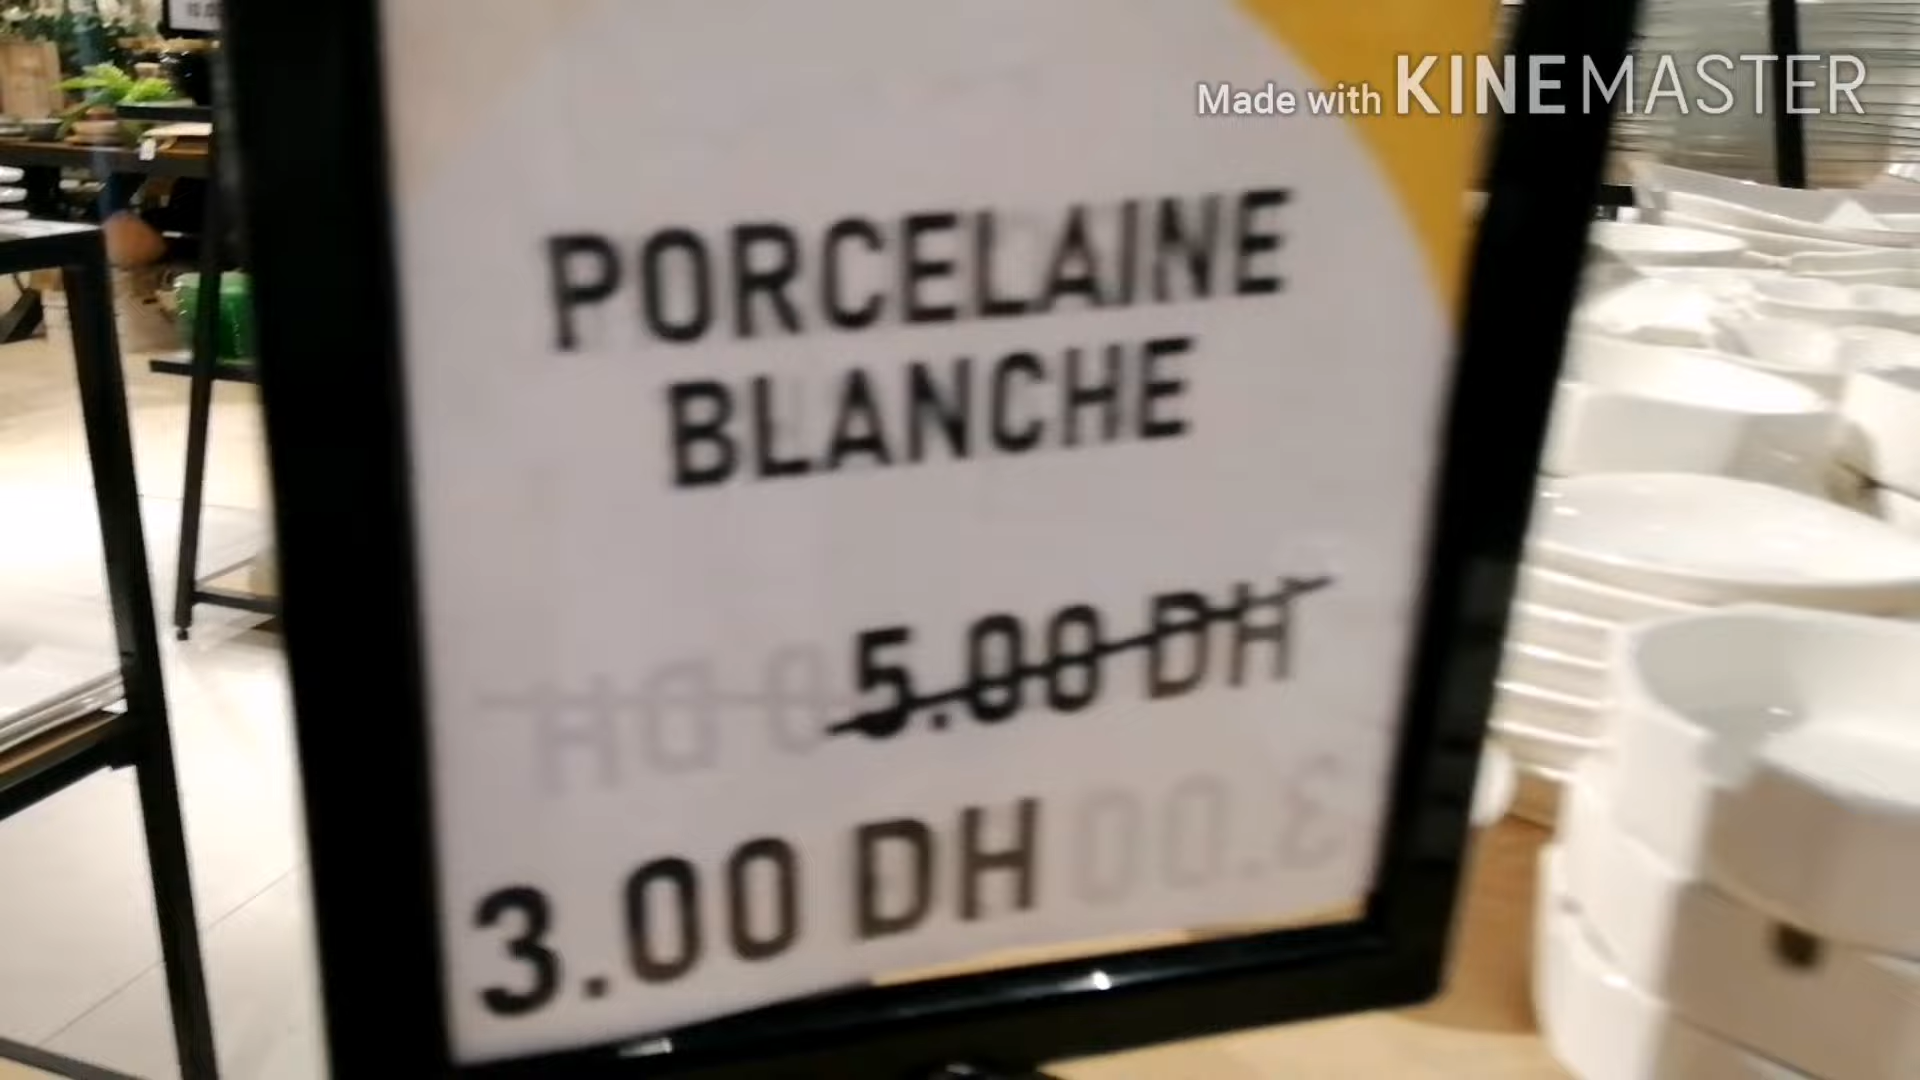 Made with KINEMASTER
PORCELAINE
BLANCHE
5.00 DH
3.00 DH